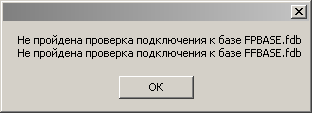 Не пройдена проверка подключения к базе FPBASE.fdb
Не пройдена проверка подключения к базе FFBASE.fdb
OK